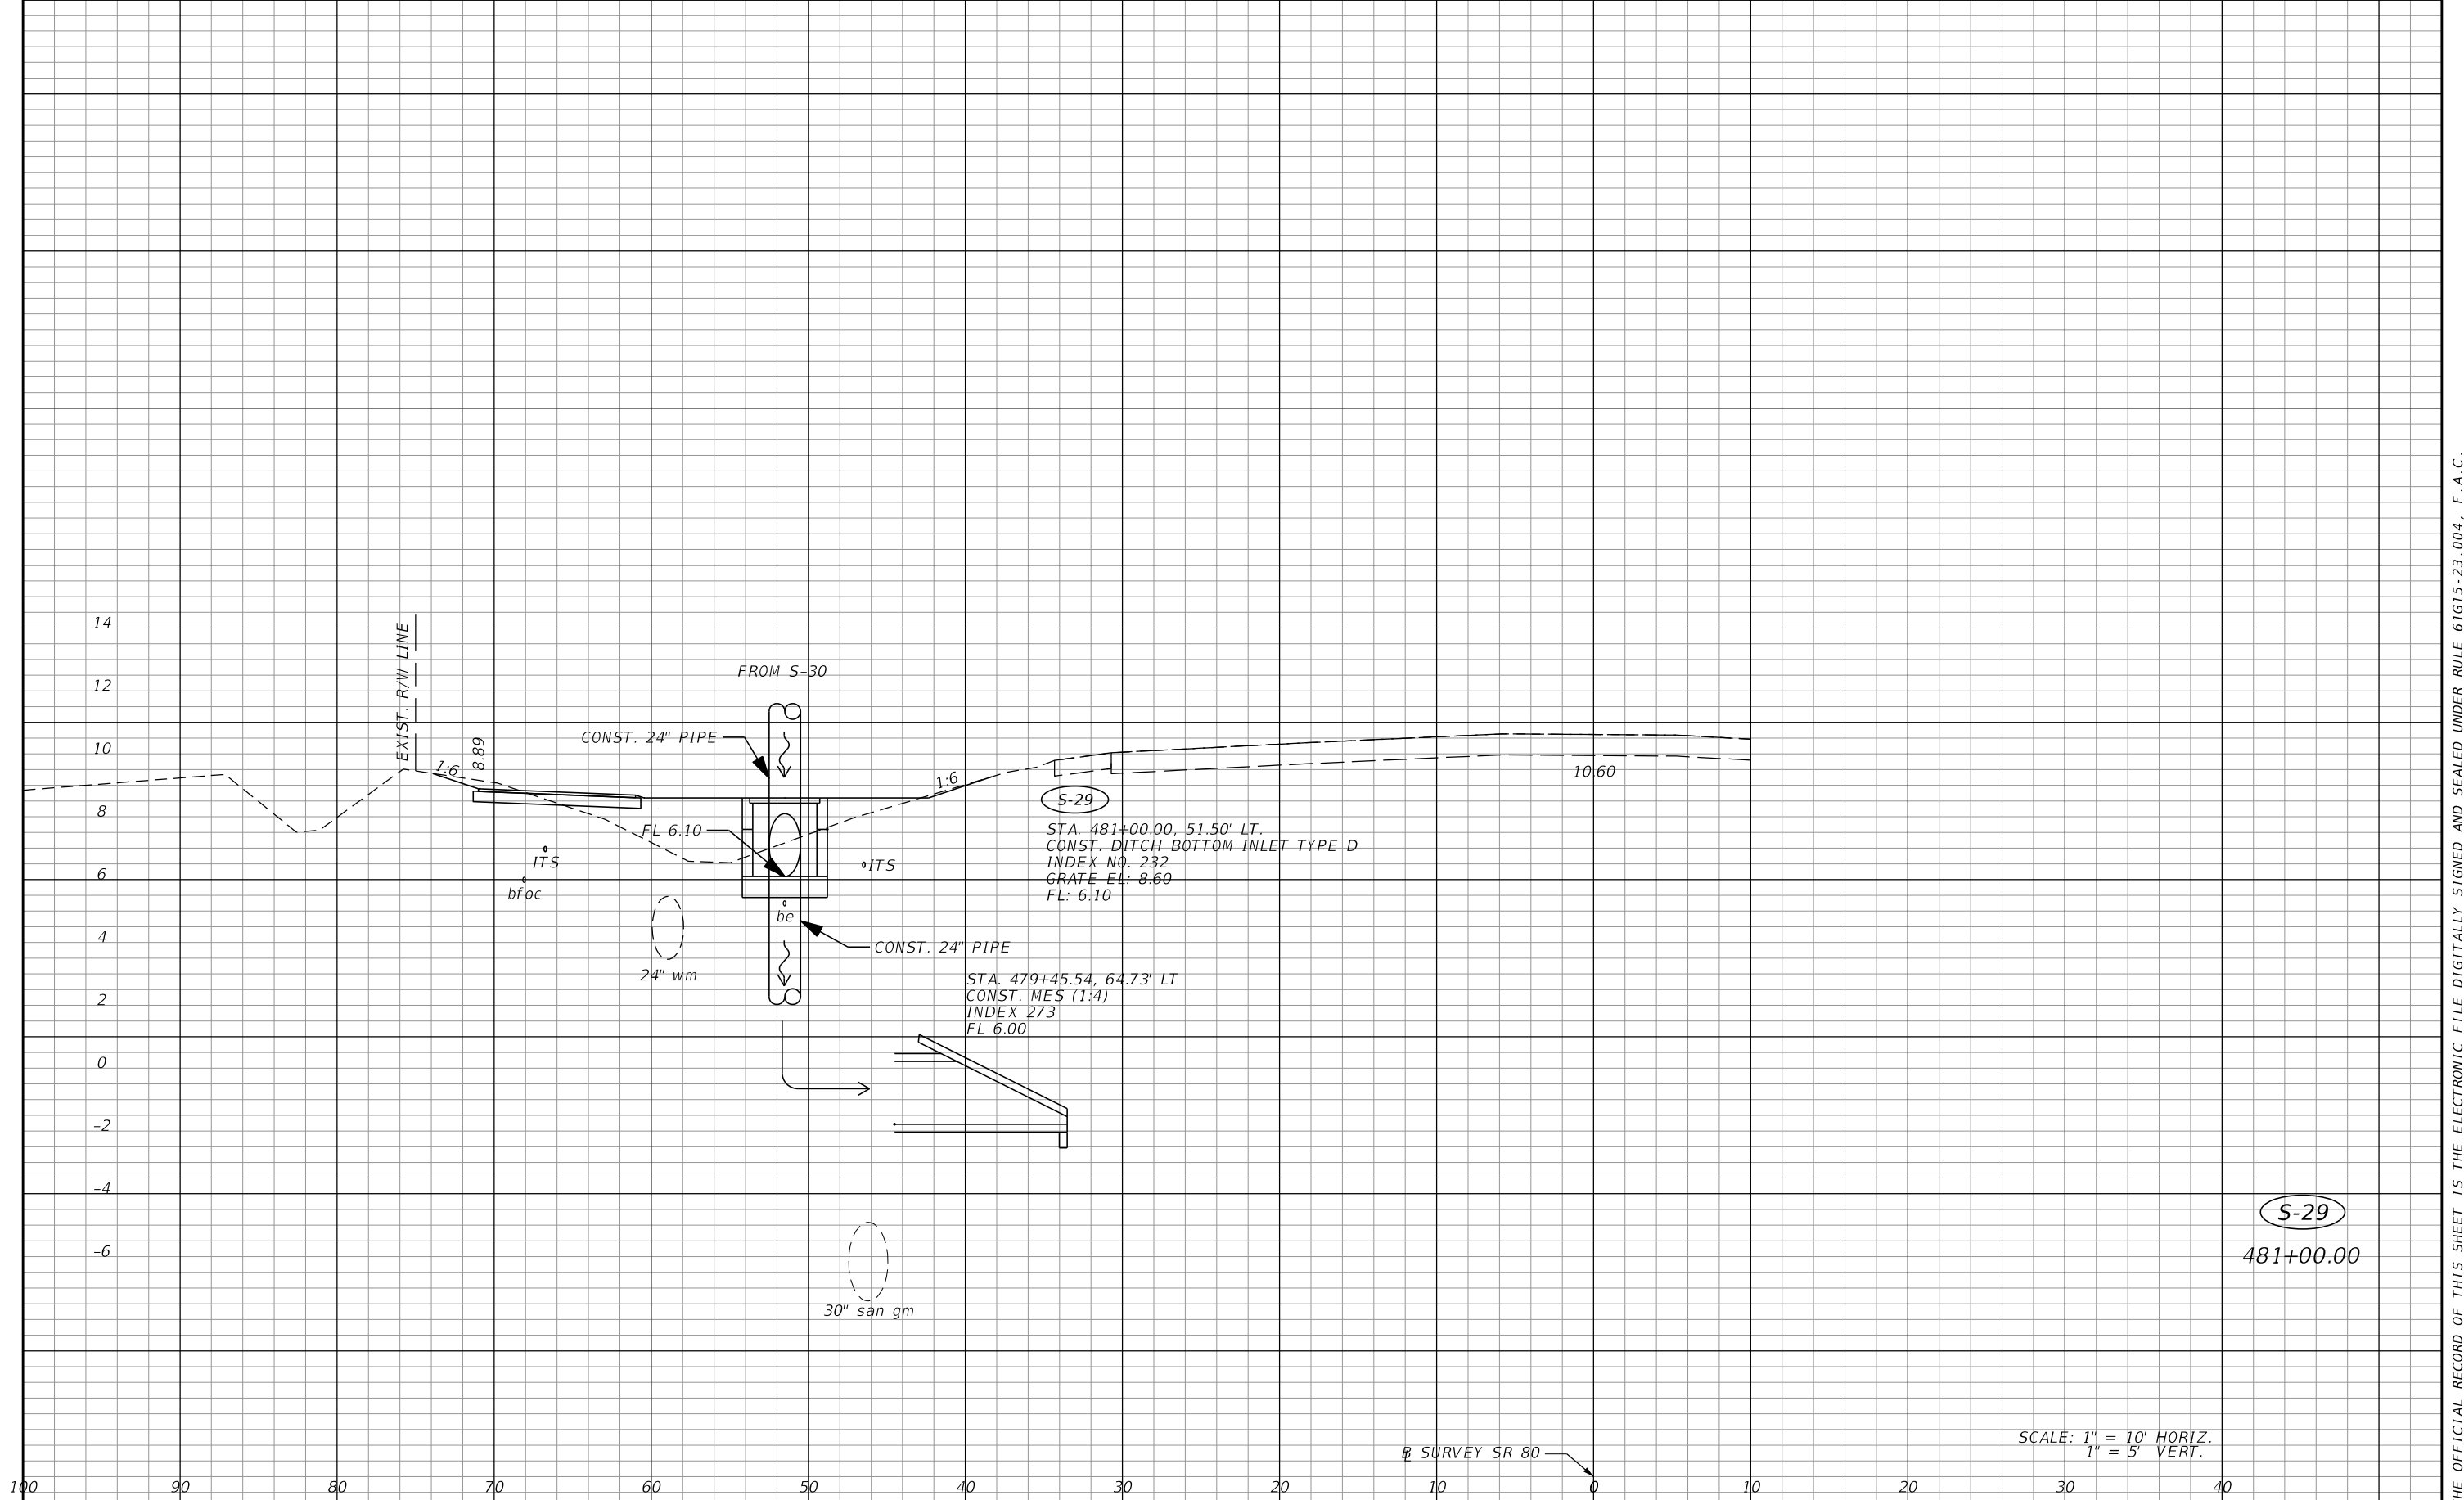 14
12
10
8
6
4
2
0
-2
-4
-6
EXIST. R/W LINE
1:6
8.89
FROM S-30
CONST. 24" PIPE
FL 6.10
ITS
bfoc
24" wm
be
ITS
1:6
CONST. 24" PIPE
S-29
STA. 481+00.00, 51.50' LT.
CONST. DITCH BOTTOM INLET TYPE D
INDEX NO. 232
GRATE EL: 8.60
FL: 6.10
10.60
STA. 479+45.54, 64.73' LT
CONST. MES (1:4)
INDEX 273
FL 6.00
30" san gm
S-29
481+00.00
SCALE: 1" = 10' HORIZ.
1" = 5' VERT.
B SURVEY SR 80
100 90 80 70 60 50 40 30 20 10 0 10 20 30 40
HE OFFICIAL RECORD OF THIS SHEET IS THE ELECTRONIC FILE DIGITALLY SIGNED AND SEALED UNDER RULE 61G15-23.004, F.A.C.